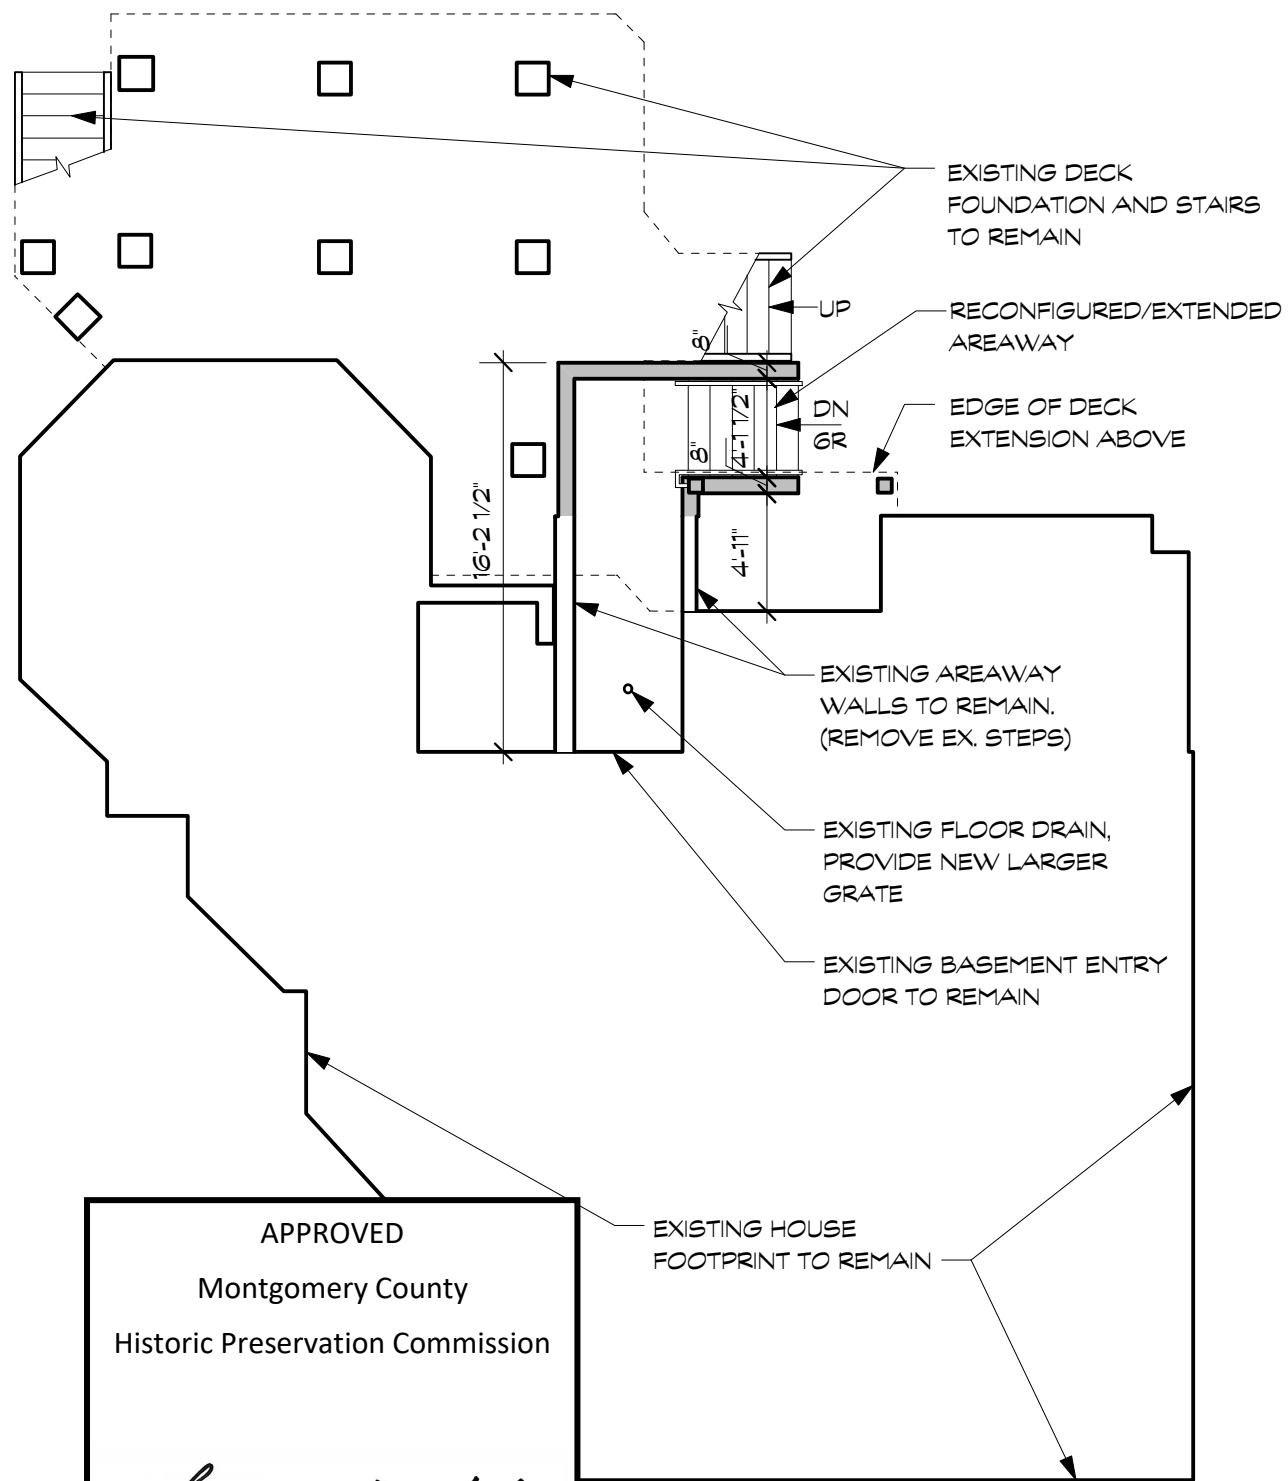 EXISTING DECK
FOUNDATION AND STAIRS
TO REMAIN
UP
RECONFIGURED/EXTENDED
AREAWAY
8"
4'-1 1/2"
DN
6R
8"
EDGE OF DECK
EXTENSION ABOVE
16'-2 1/2"
4'-11"
EXISTING AREAWAY
WALLS TO REMAIN.
(REMOVE EX. STEPS)
EXISTING FLOOR DRAIN,
PROVIDE NEW LARGER
GRATE
EXISTING BASEMENT ENTRY
DOOR TO REMAIN
EXISTING HOUSE
FOOTPRINT TO REMAIN
APPROVED
Montgomery County
Historic Preservation Commission